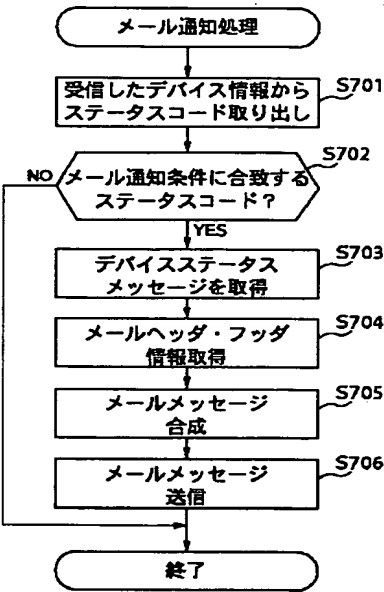 メール通知処理
受信したデバイス情報から
ステータスコード取り出し
S701
メール通知条件に合致する
ステータスコード？
S702
NO
YES
デバイスステータス
メッセージを取得
S703
メールヘッダ・フッダ
情報取得
S704
メールメッセージ
合成
S705
メールメッセージ
送信
S706
終了